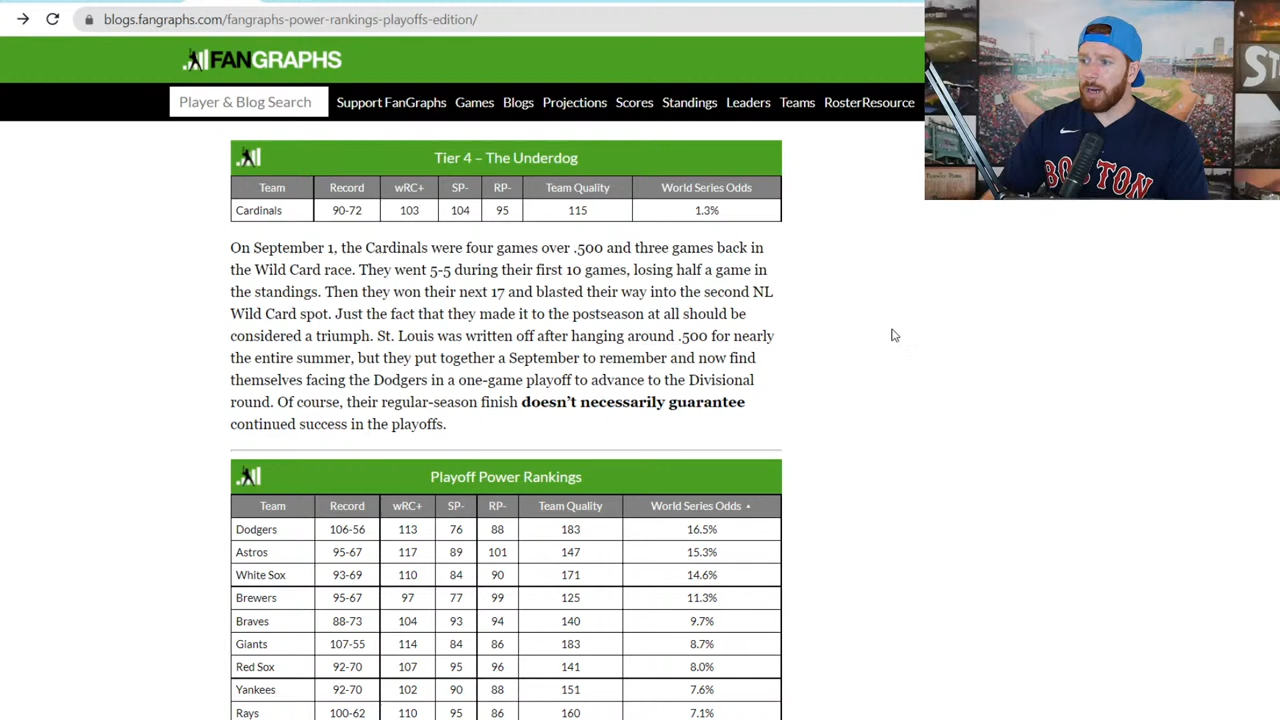 blogs.fangraphs.com/fangraphs-power-rankings-playoffs-edition/
FANGRAPHS
Player & Blog Search Support FanGraphs Games Blogs Projections Scores Standings Leaders Teams RosterResource
Tier 4 – The Underdog
Team Record wRC+ SP- RP- Team Quality World Series Odds
Cardinals 90-72 103 104 95 115 1.3%
On September 1, the Cardinals were four games over .500 and three games back in
the Wild Card race. They went 5-5 during their first 10 games, losing half a game in
the standings. Then they won their next 17 and blasted their way into the second NL
Wild Card spot. Just the fact that they made it to the postseason at all should be
considered a triumph. St. Louis was written off after hanging around .500 for nearly
the entire summer, but they put together a September to remember and now find
themselves facing the Dodgers in a one-game playoff to advance to the Divisional
round. Of course, their regular-season finish doesn't necessarily guarantee
continued success in the playoffs.
Playoff Power Rankings
Team Record wRC+ SP- RP- Team Quality World Series Odds
Dodgers 106-56 113 76 88 183 16.5%
Astros 95-67 117 89 101 147 15.3%
White Sox 93-69 110 84 90 171 14.6%
Brewers 95-67 97 77 99 125 11.3%
Braves 88-73 104 93 94 140 9.7%
Giants 107-55 114 84 86 183 8.7%
Red Sox 92-70 107 95 96 141 8.0%
Yankees 92-70 102 90 88 151 7.6%
Rays 100-62 110 95 86 160 7.1%
BOSTON